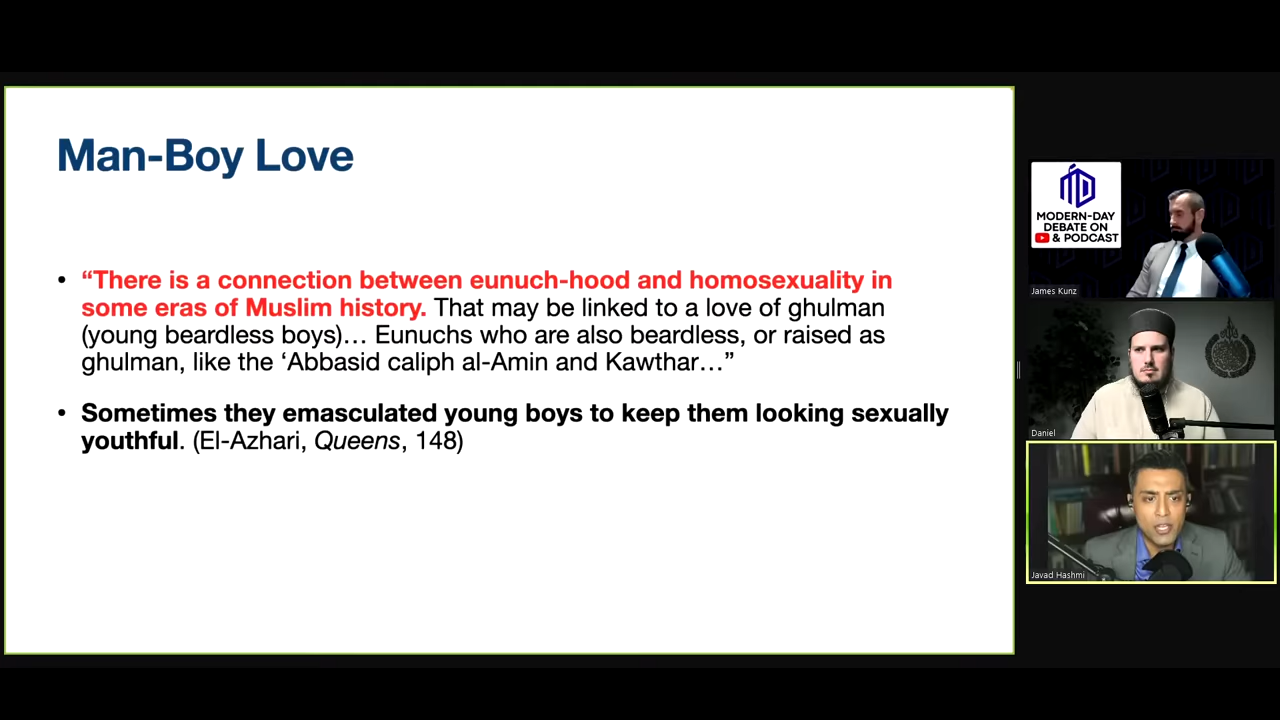 Man-Boy Love
• “There is a connection between eunuch-hood and homosexuality in
some eras of Muslim history. That may be linked to a love of ghulman
(young beardless boys)… Eunuchs who are also beardless, or raised as
ghulman, like the ‘Abbasid caliph al-Amin and Kawthar…”
• Sometimes they emasculated young boys to keep them looking sexually
youthful. (El-Azhari, Queens, 148)
MODERN-DAY
DEBATE ON
& PODCAST
James Kunz
Daniel
Javad Hashmi